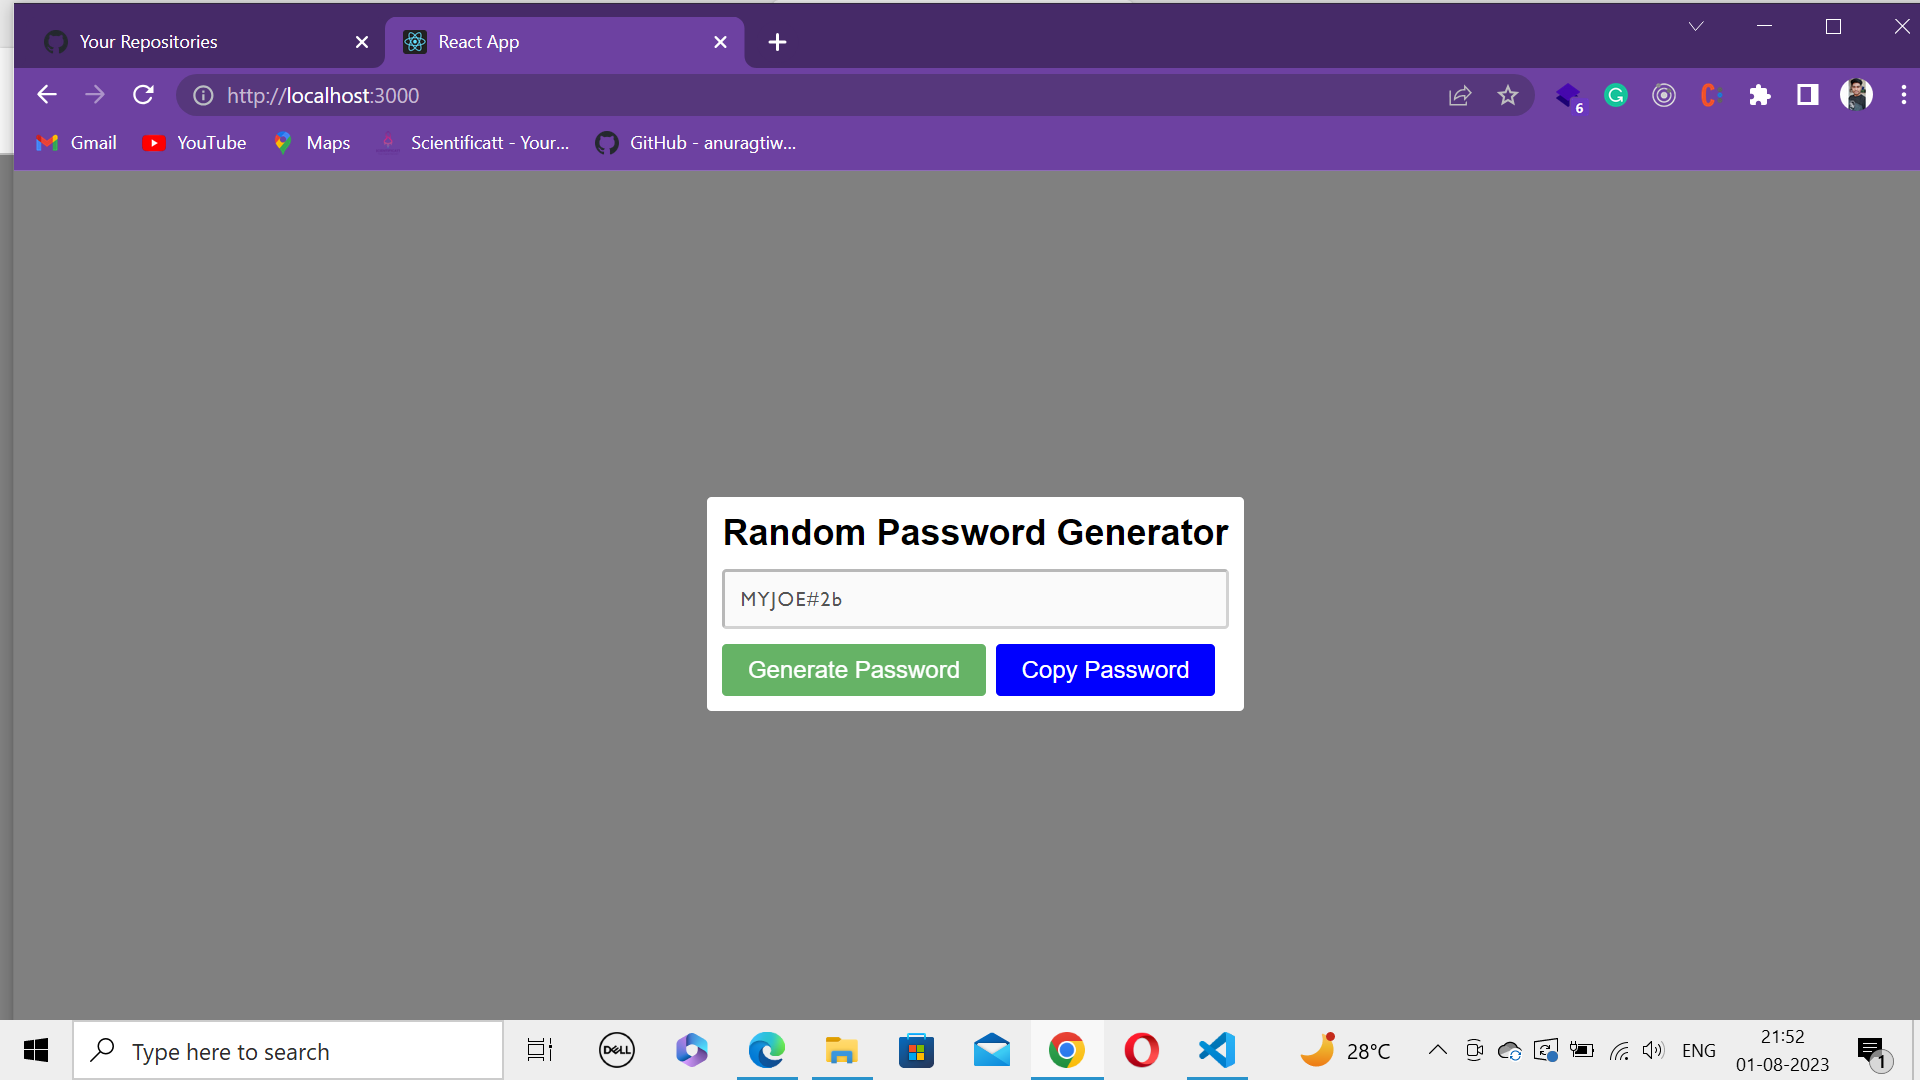 Your Repositories
React App
http://localhost:3000
6
Gmail
YouTube
Maps
Scientificatt - Your...
GitHub - anuragtiw...
Random Password Generator
MYJOE#2b
Generate Password
Copy Password
Type here to search
DELL
28°C
ENG
21:52
01-08-2023
1